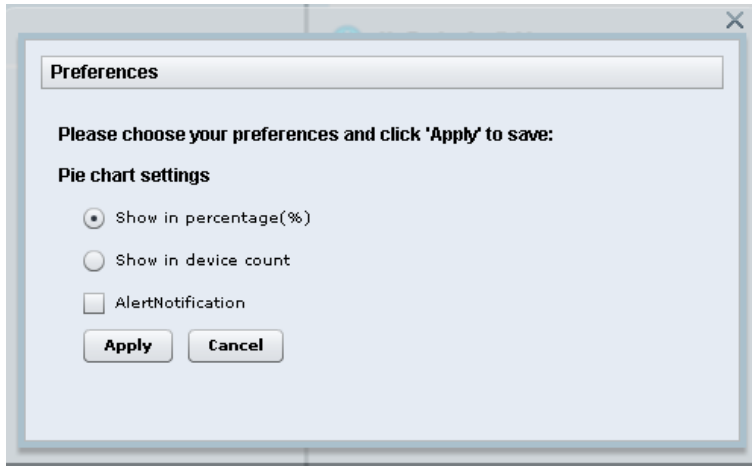 Preferences
Please choose your preferences and click 'Apply' to save:
Pie chart settings
Show in percentage(%)
Show in device count
AlertNotification
Apply Cancel